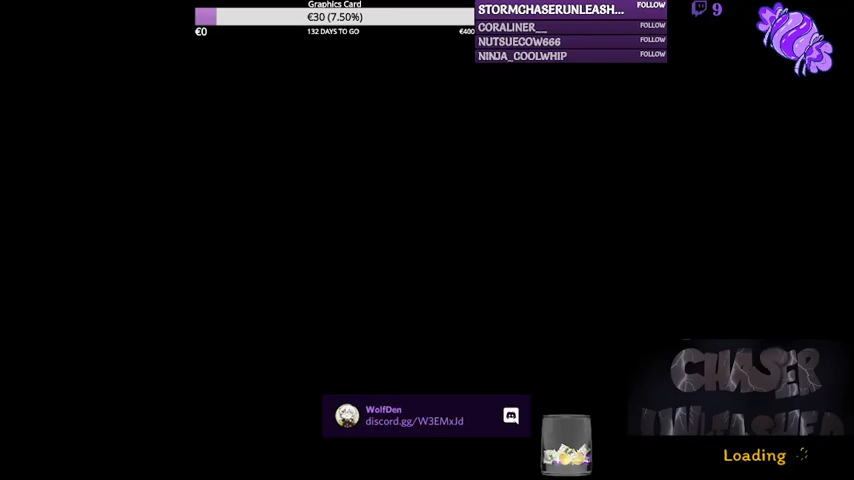 Graphics Card
€30 (7.50%)
€0
132 DAYS TO GO
€400
STORMCHASERUNLEASH... FOLLOW
CORALINER__ FOLLOW
NUTSUECOW666 FOLLOW
NINJA_COOLWHIP FOLLOW
9
CHASER
UNLEASHED
WolfDen
discord.gg/W3EMxJd
Loading